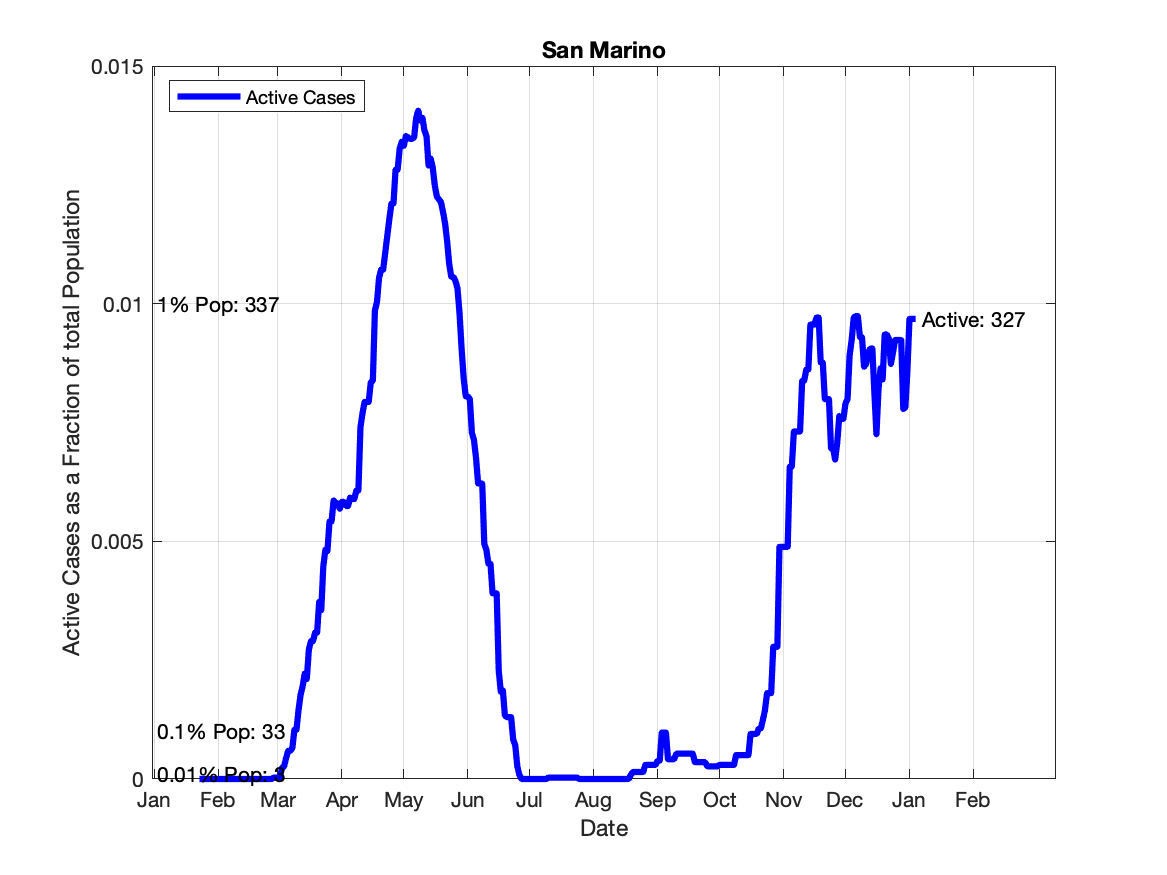 San Marino
0.015
Active Cases
0.01
1% Pop: 337
Active: 327
0.005
0.1% Pop: 33
0.01% Pop: 3
0
Jan Feb Mar Apr May Jun Jul Aug Sep Oct Nov Dec Jan Feb
Date
Active Cases as a Fraction of total Population